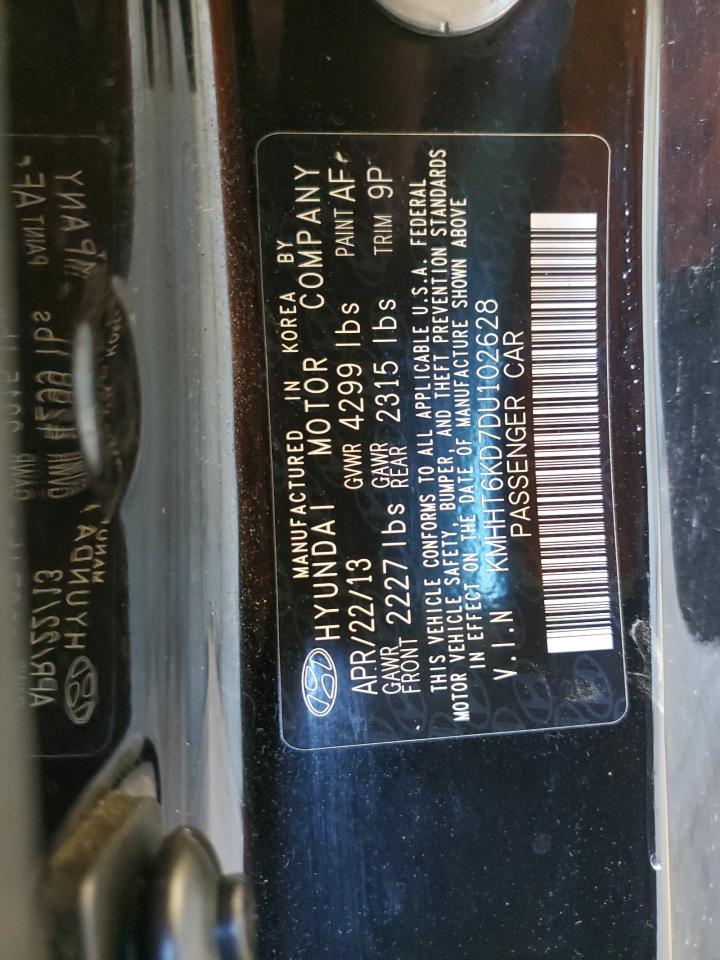 MANUFACTURED IN KOREA BY
HYUNDAI MOTOR COMPANY
APR/22/13 GVWR 4299 lbs PAINT AF
GAWR FRONT 2227 lbs GAWR REAR 2315 lbs TRIM 9P
THIS VEHICLE CONFORMS TO ALL APPLICABLE U.S.A. FEDERAL
MOTOR VEHICLE SAFETY, BUMPER, AND THEFT PREVENTION STANDARDS
IN EFFECT ON THE DATE OF MANUFACTURE SHOWN ABOVE
V.I.N KMHHT6KD7DU102628
PASSENGER CAR